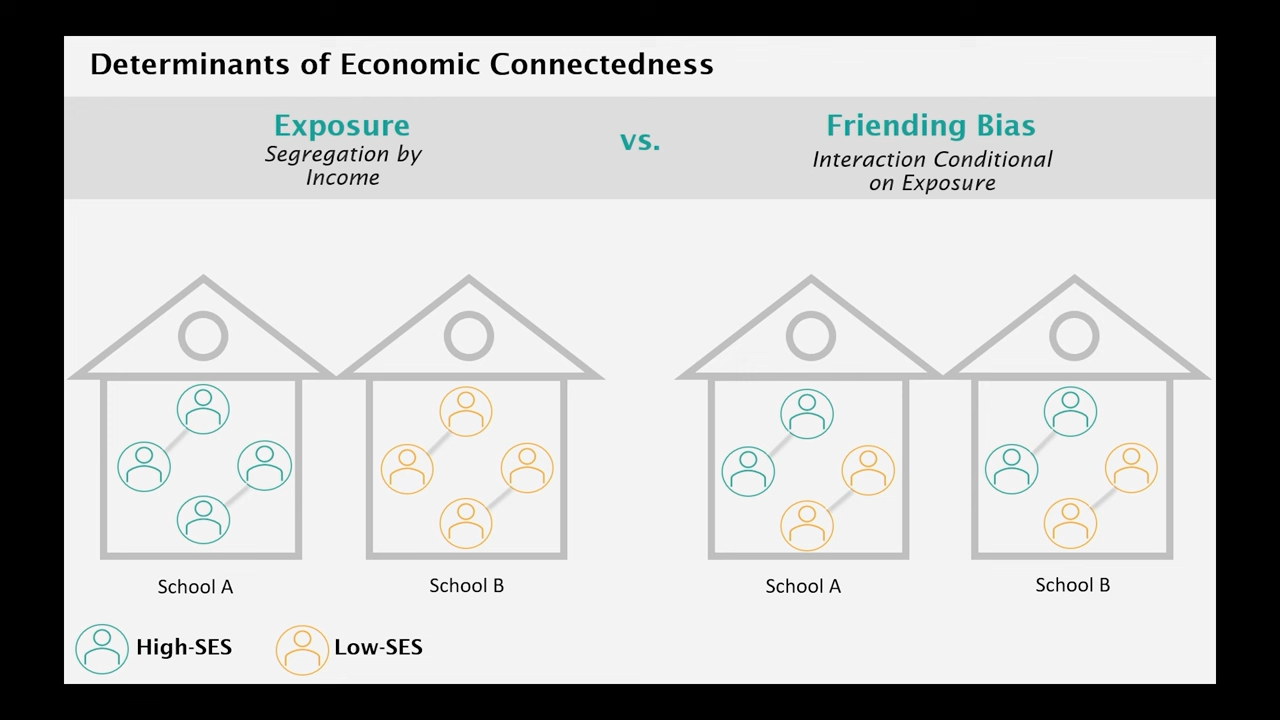 Determinants of Economic Connectedness
Exposure
Segregation by
Income
vs.
Friending Bias
Interaction Conditional
on Exposure
School A
School B
School A
School B
High-SES
Low-SES